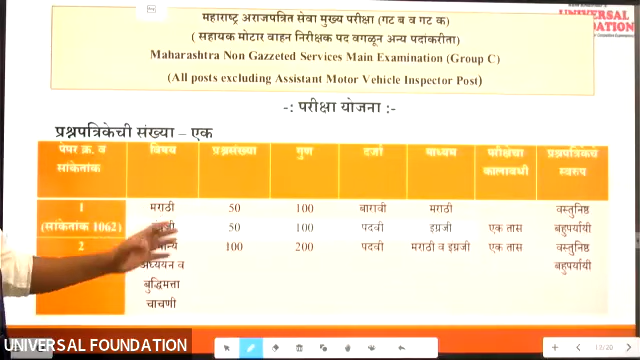 महाराष्ट्र अराजपत्रित सेवा मुख्य परीक्षा (गट ब व गट क)
( सहायक मोटार वाहन निरीक्षक पद वगळून अन्य पदांकरीता)
Maharashtra Non Gazzeted Services Main Examination (Group C)
(All posts excluding Assistant Motor Vehicle Inspector Post)
UNIVERSAL
DATION
-: परीक्षा योजना :-
प्रश्नपत्रिकेची संख्या – एक
पेपर क्र. व सांकेतांक विषय प्रश्नसंख्या गुण दर्जा माध्यम परीक्षेचा कालावधी प्रश्नपत्रिकेचे स्वरुप
1 मराठी 50 100 बारावी मराठी वस्तुनिष्ठ
(सांकेतांक 1062) 50 100 पदवी इंग्रजी एक तास बहुपर्यायी
2 100 200 पदवी मराठी व इंग्रजी एक तास वस्तुनिष्ठ
अध्ययन व बहुपर्यायी
बुद्धिमत्ता
चाचणी
UNIVERSAL FOUNDATION
12/20